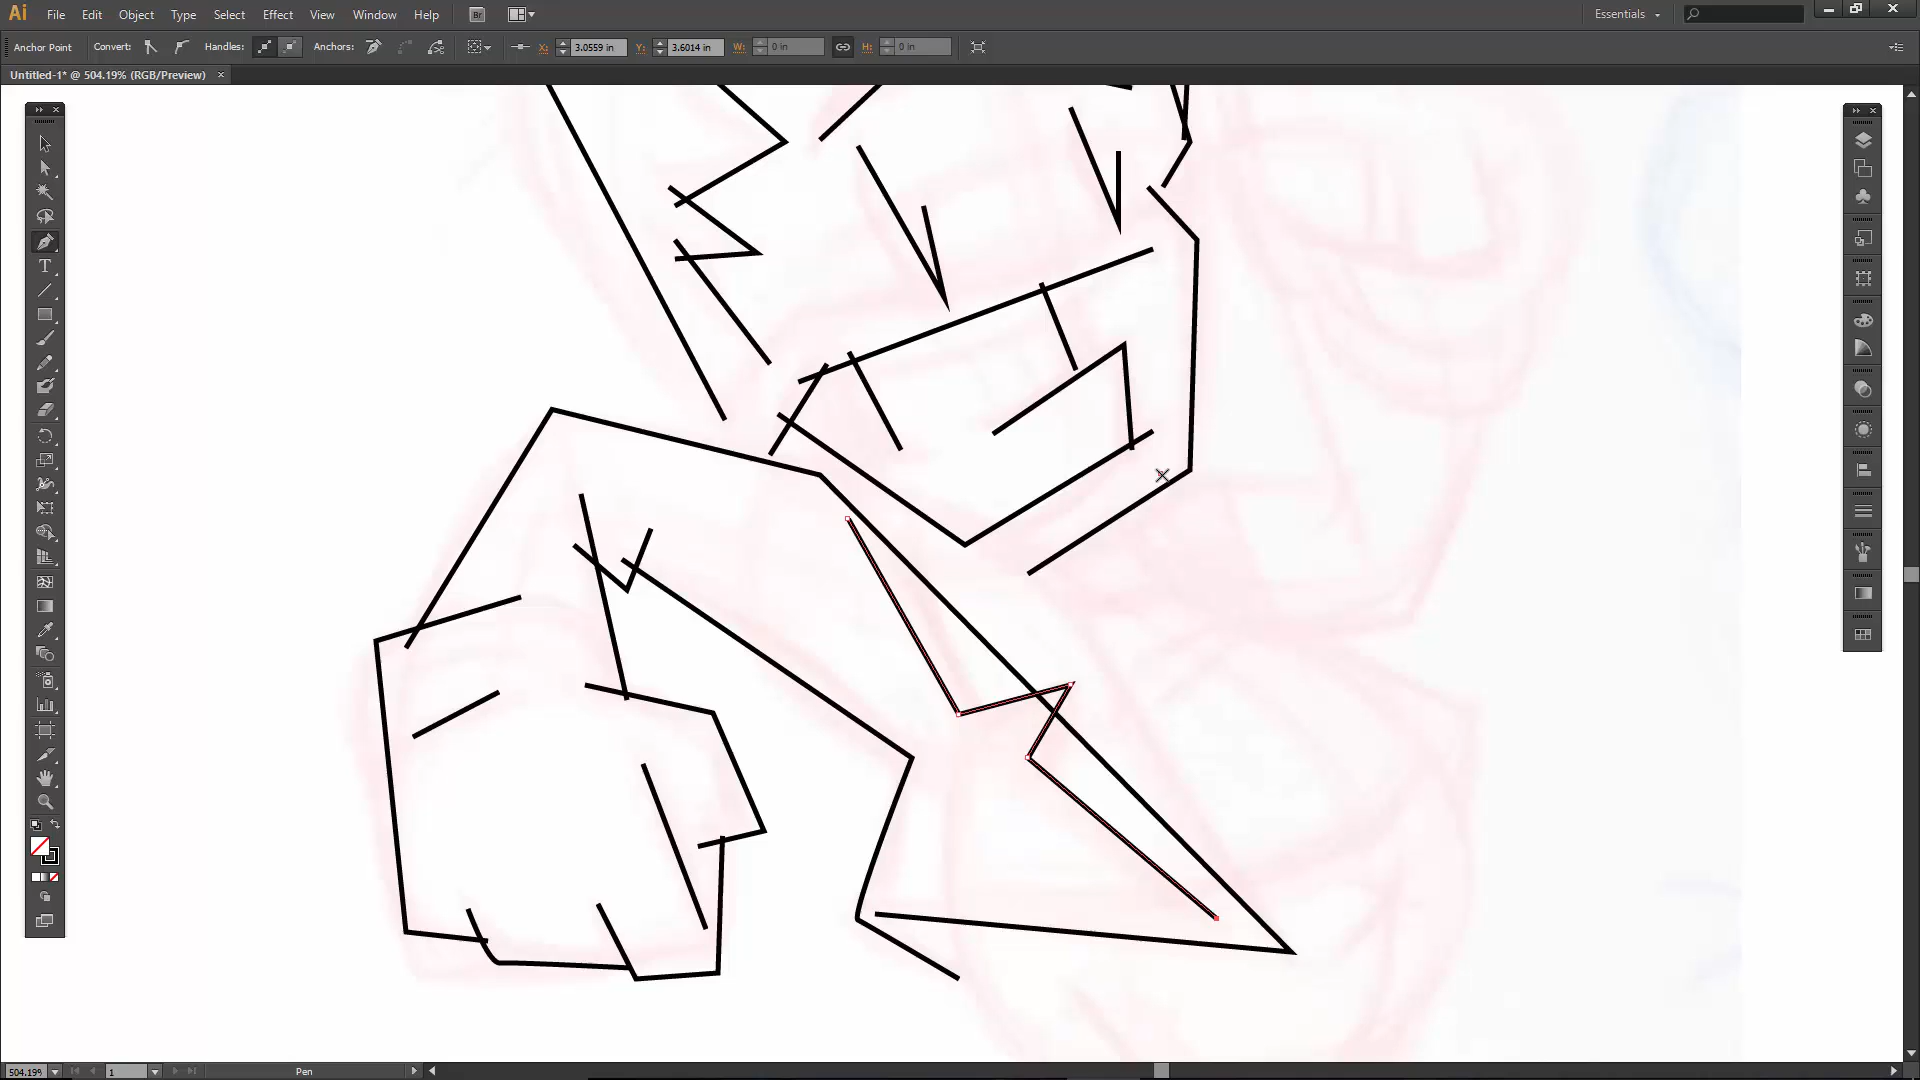 Ai File Edit Object Type Select Effect View Window Help Br Essentials
Anchor Point Convert: Handles: Anchors: X: 3.0559 in Y: 3.6014 in W: 0 in H: 0 in
Untitled-1* @ 504.19% (RGB/Preview) ×
T
504.19% 1 Pen